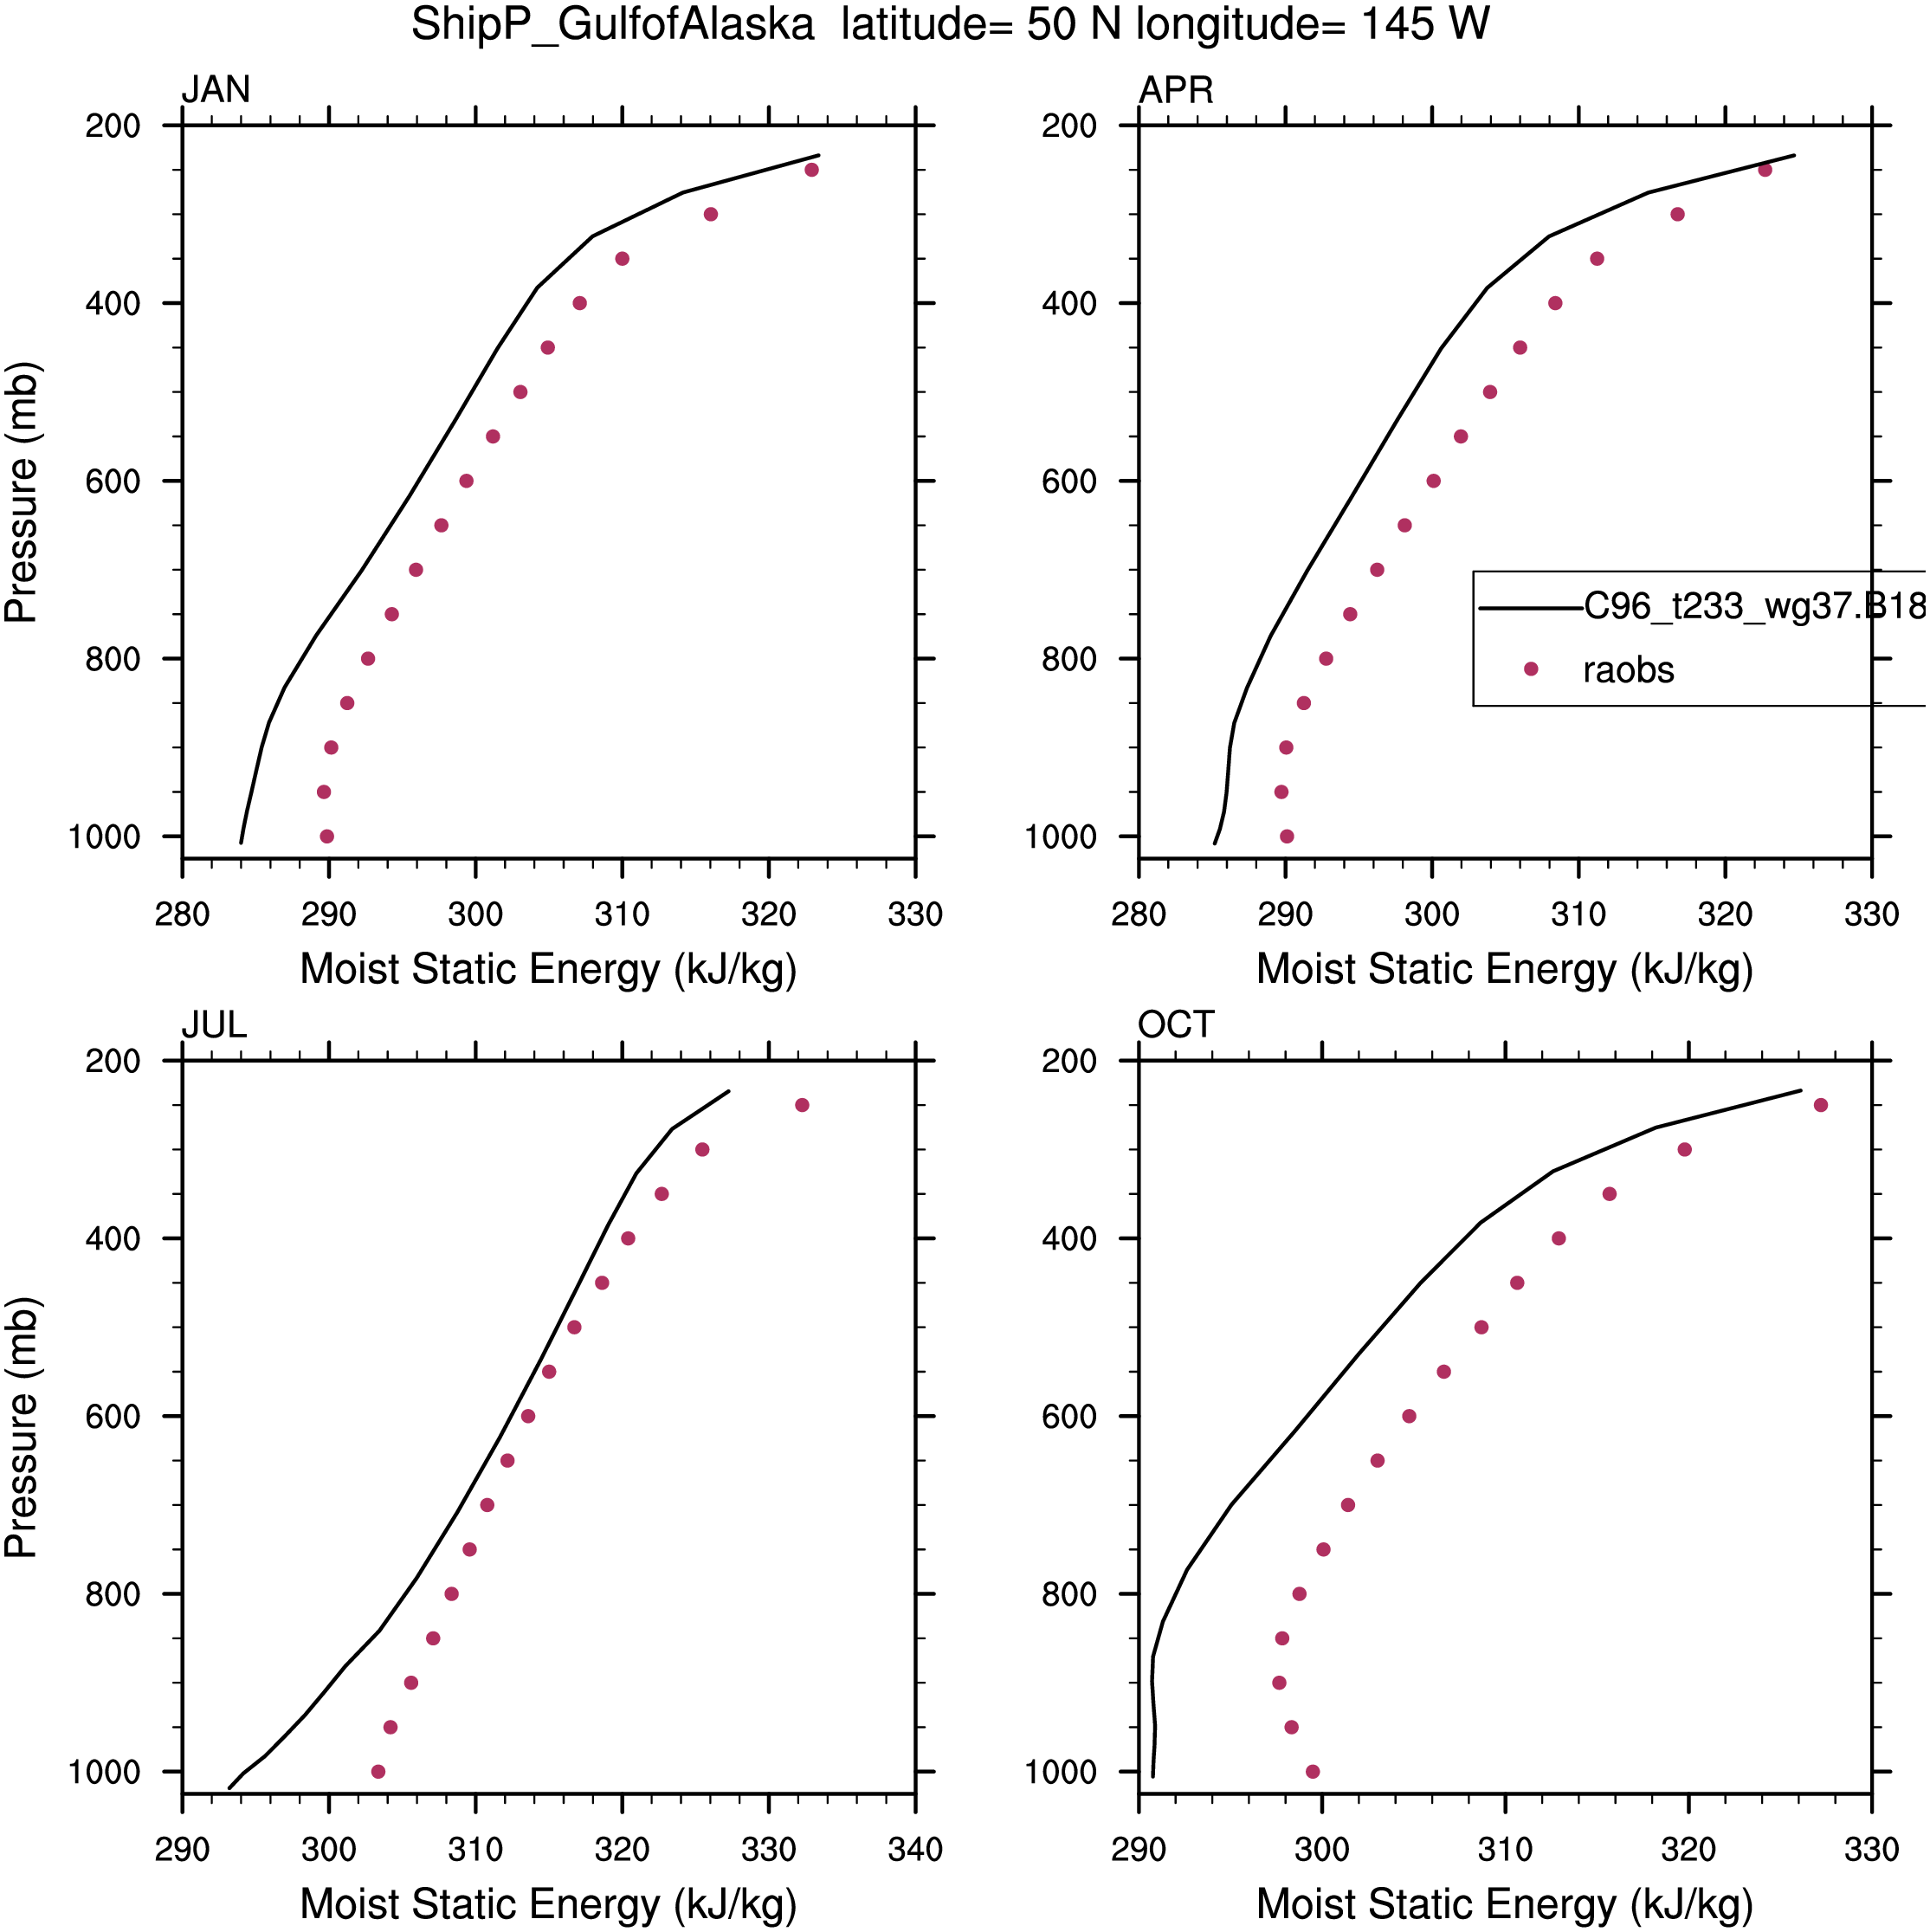 ShipP_GulfofAlaska latitude= 50 N longitude= 145 W
JAN
200
400
600
800
1000
Pressure (mb)
280 290 300 310 320 330
Moist Static Energy (kJ/kg)
APR
200
400
600
800
1000
C96_t233_wg37.B18
raobs
280 290 300 310 320 330
Moist Static Energy (kJ/kg)
JUL
200
400
600
800
1000
Pressure (mb)
290 300 310 320 330 340
Moist Static Energy (kJ/kg)
OCT
200
400
600
800
1000
290 300 310 320 330
Moist Static Energy (kJ/kg)